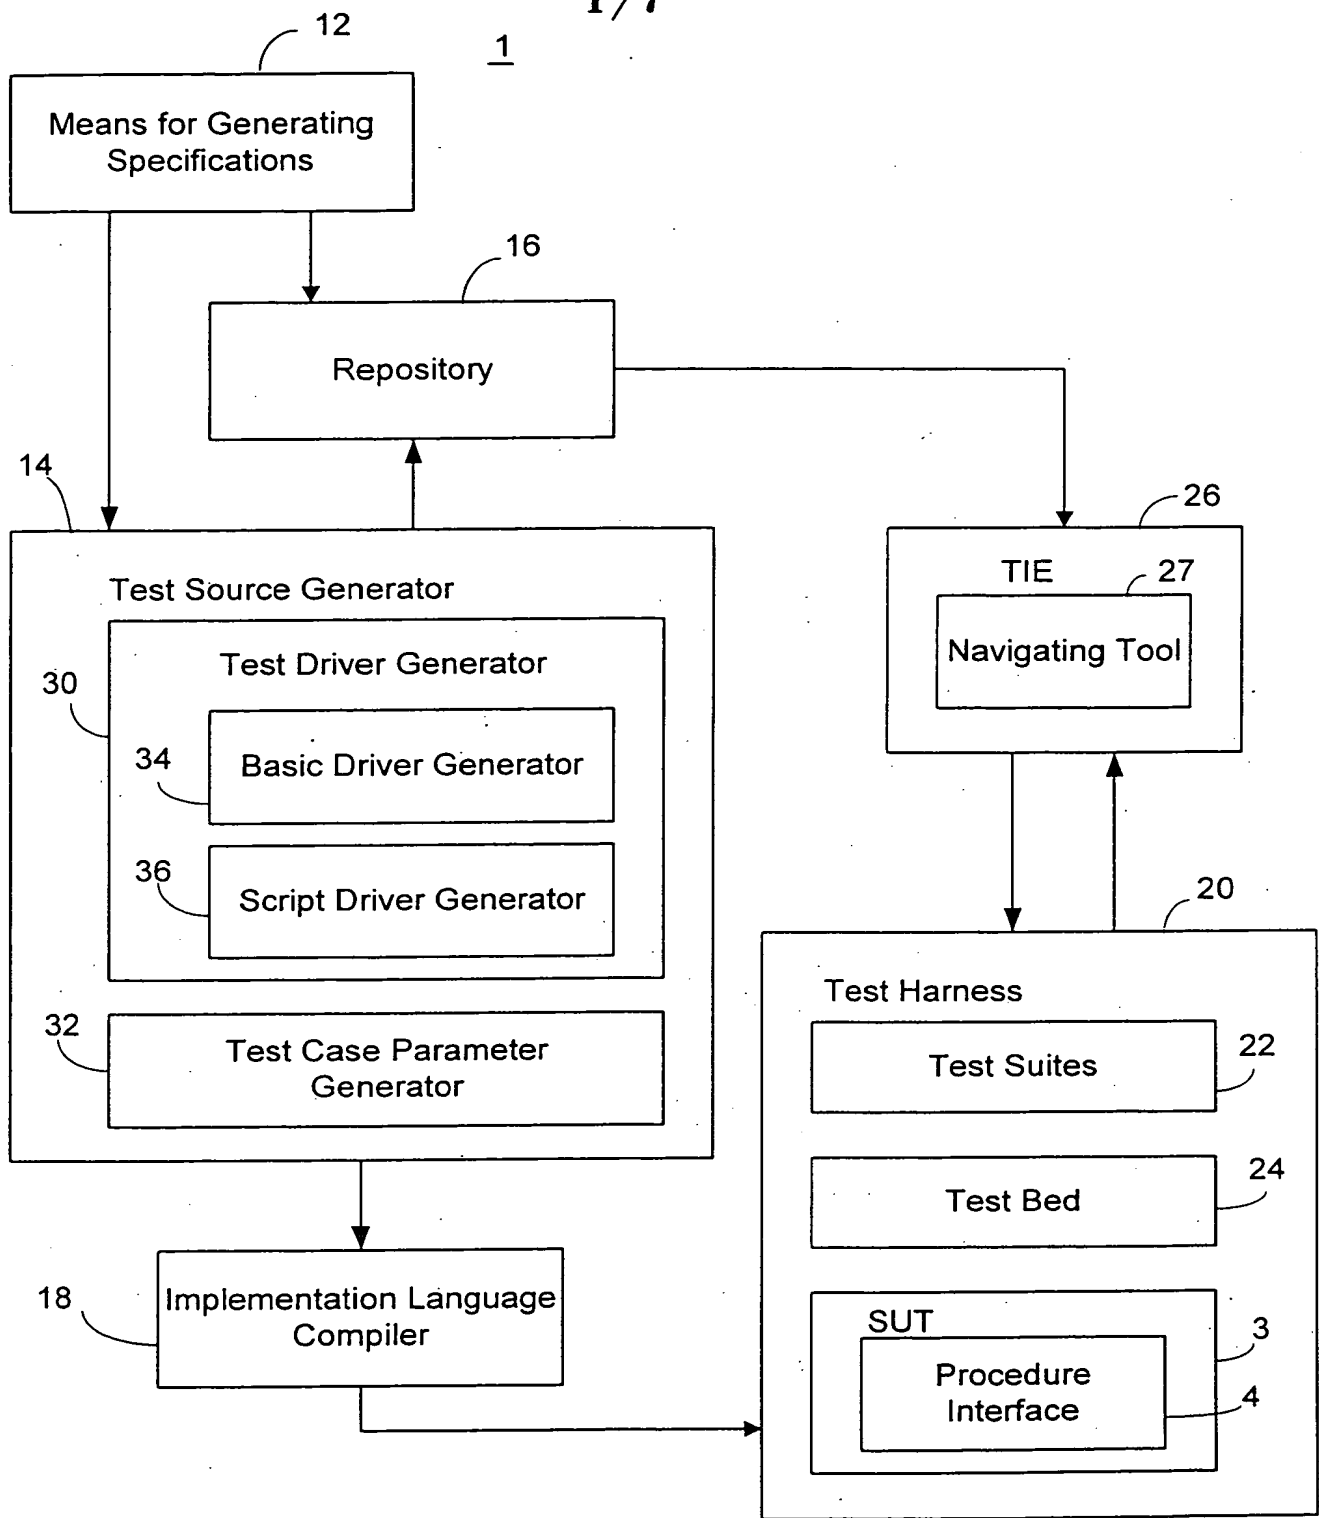 1/7
12
1
Means for Generating
Specifications
16
Repository
14
26
Test Source Generator
TIE
27
Navigating Tool
Test Driver Generator
30
34
Basic Driver Generator
36
Script Driver Generator
20
Test Harness
32
Test Case Parameter
Generator
Test Suites
22
Test Bed
24
18
Implementation Language
Compiler
SUT
3
Procedure
Interface
4